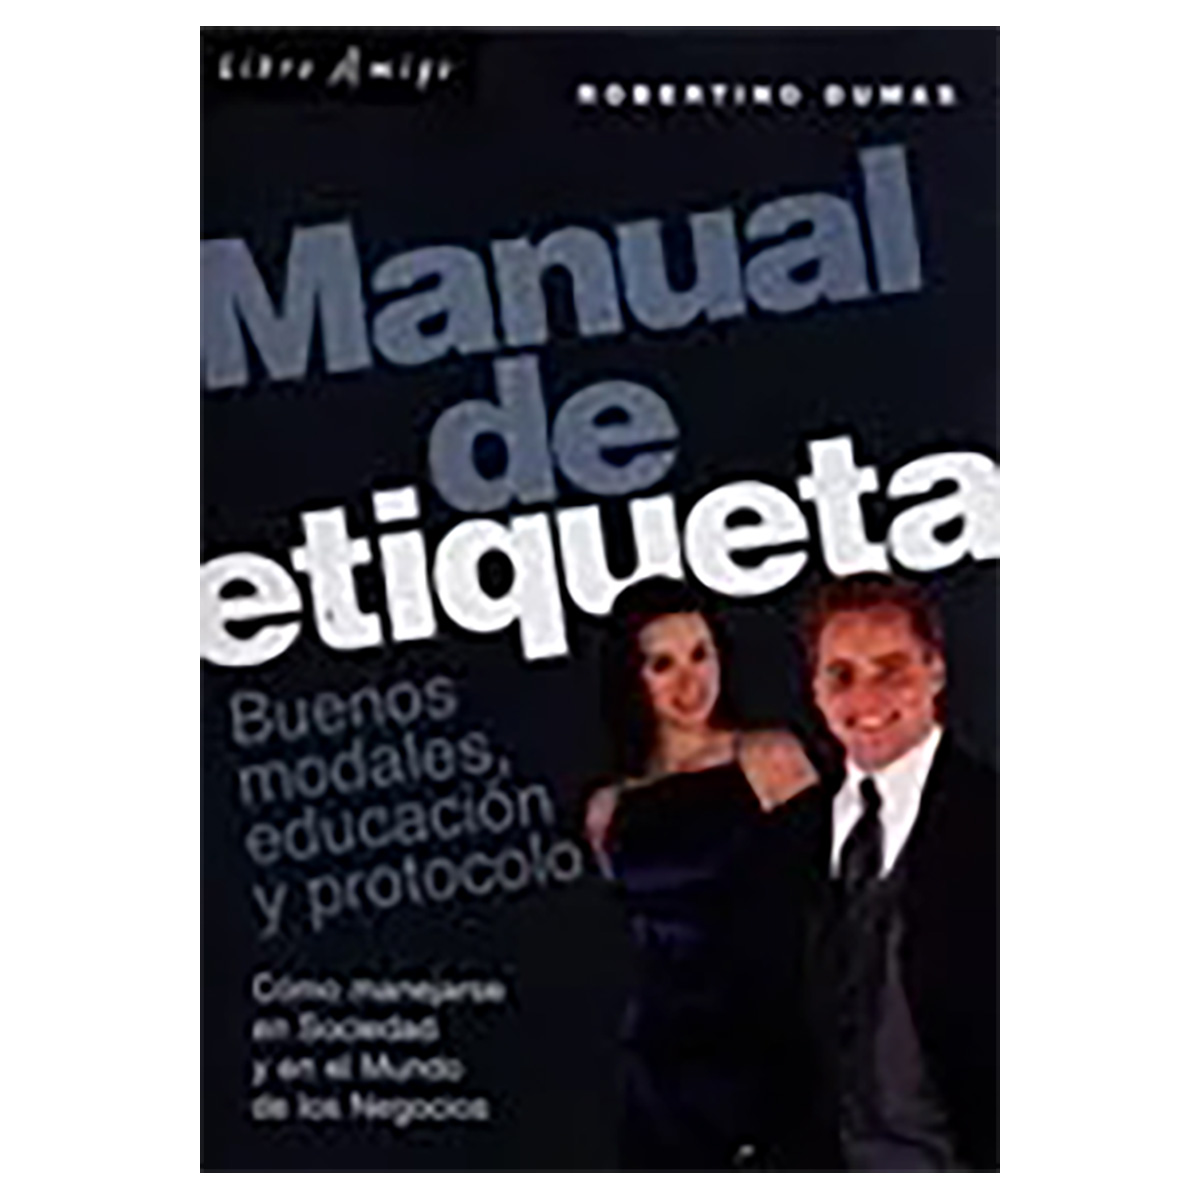 Libro Amigo
ROBERTINO DUMAS
Manual
de
etiqueta
Buenos
modales,
educación
y protocolo
Cómo manejarse
en Sociedad
y en el Mundo
de los Negocios